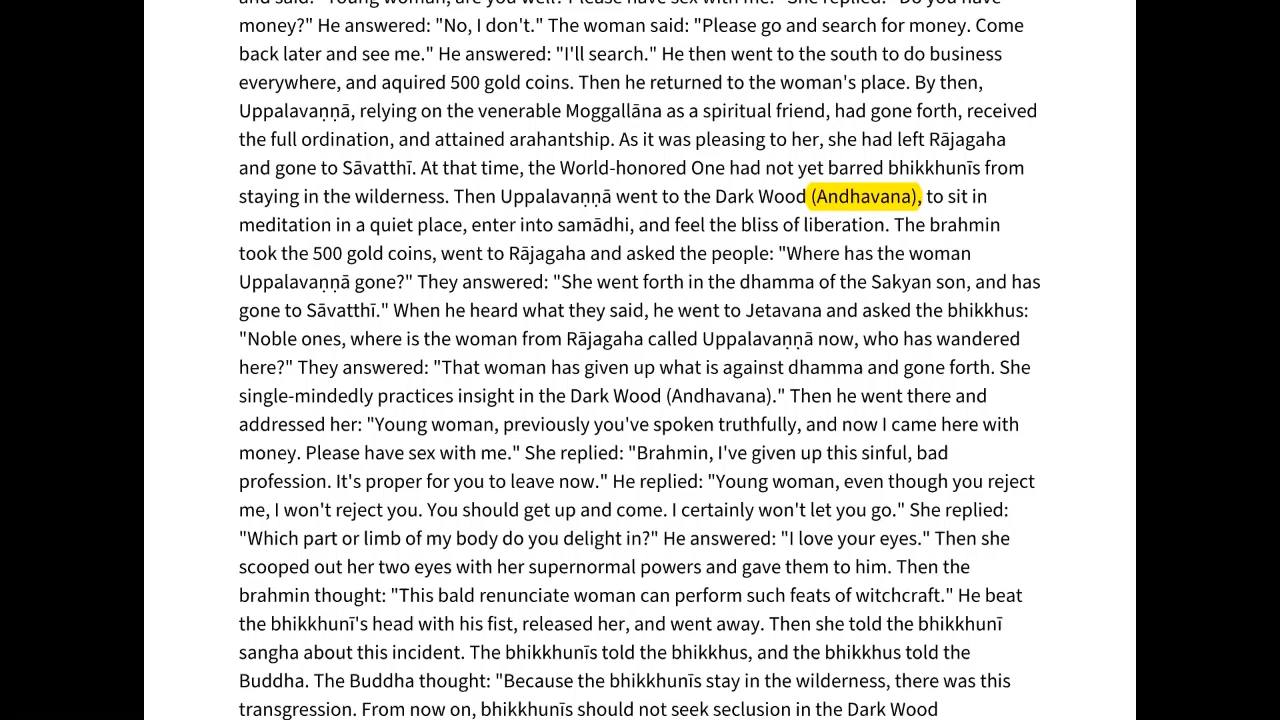 and said: "Young woman, are you well? Please have sex with me." She replied: "Do you have
money?" He answered: "No, I don't." The woman said: "Please go and search for money. Come
back later and see me." He answered: "I'll search." He then went to the south to do business
everywhere, and aquired 500 gold coins. Then he returned to the woman's place. By then,
Uppalavaṇṇā, relying on the venerable Moggallāna as a spiritual friend, had gone forth, received
the full ordination, and attained arahantship. As it was pleasing to her, she had left Rājagaha
and gone to Sāvatthī. At that time, the World-honored One had not yet barred bhikkhunīs from
staying in the wilderness. Then Uppalavaṇṇā went to the Dark Wood (Andhavana), to sit in
meditation in a quiet place, enter into samādhi, and feel the bliss of liberation. The brahmin
took the 500 gold coins, went to Rājagaha and asked the people: "Where has the woman
Uppalavaṇṇā gone?" They answered: "She went forth in the dhamma of the Sakyan son, and has
gone to Sāvatthī." When he heard what they said, he went to Jetavana and asked the bhikkhus:
"Noble ones, where is the woman from Rājagaha called Uppalavaṇṇā now, who has wandered
here?" They answered: "That woman has given up what is against dhamma and gone forth. She
single-mindedly practices insight in the Dark Wood (Andhavana)." Then he went there and
addressed her: "Young woman, previously you've spoken truthfully, and now I came here with
money. Please have sex with me." She replied: "Brahmin, I've given up this sinful, bad
profession. It's proper for you to leave now." He replied: "Young woman, even though you reject
me, I won't reject you. You should get up and come. I certainly won't let you go." She replied:
"Which part or limb of my body do you delight in?" He answered: "I love your eyes." Then she
scooped out her two eyes with her supernormal powers and gave them to him. Then the
brahmin thought: "This bald renunciate woman can perform such feats of witchcraft." He beat
the bhikkhunī's head with his fist, released her, and went away. Then she told the bhikkhunī
sangha about this incident. The bhikkhunīs told the bhikkhus, and the bhikkhus told the
Buddha. The Buddha thought: "Because the bhikkhunīs stay in the wilderness, there was this
transgression. From now on, bhikkhunīs should not seek seclusion in the Dark Wood